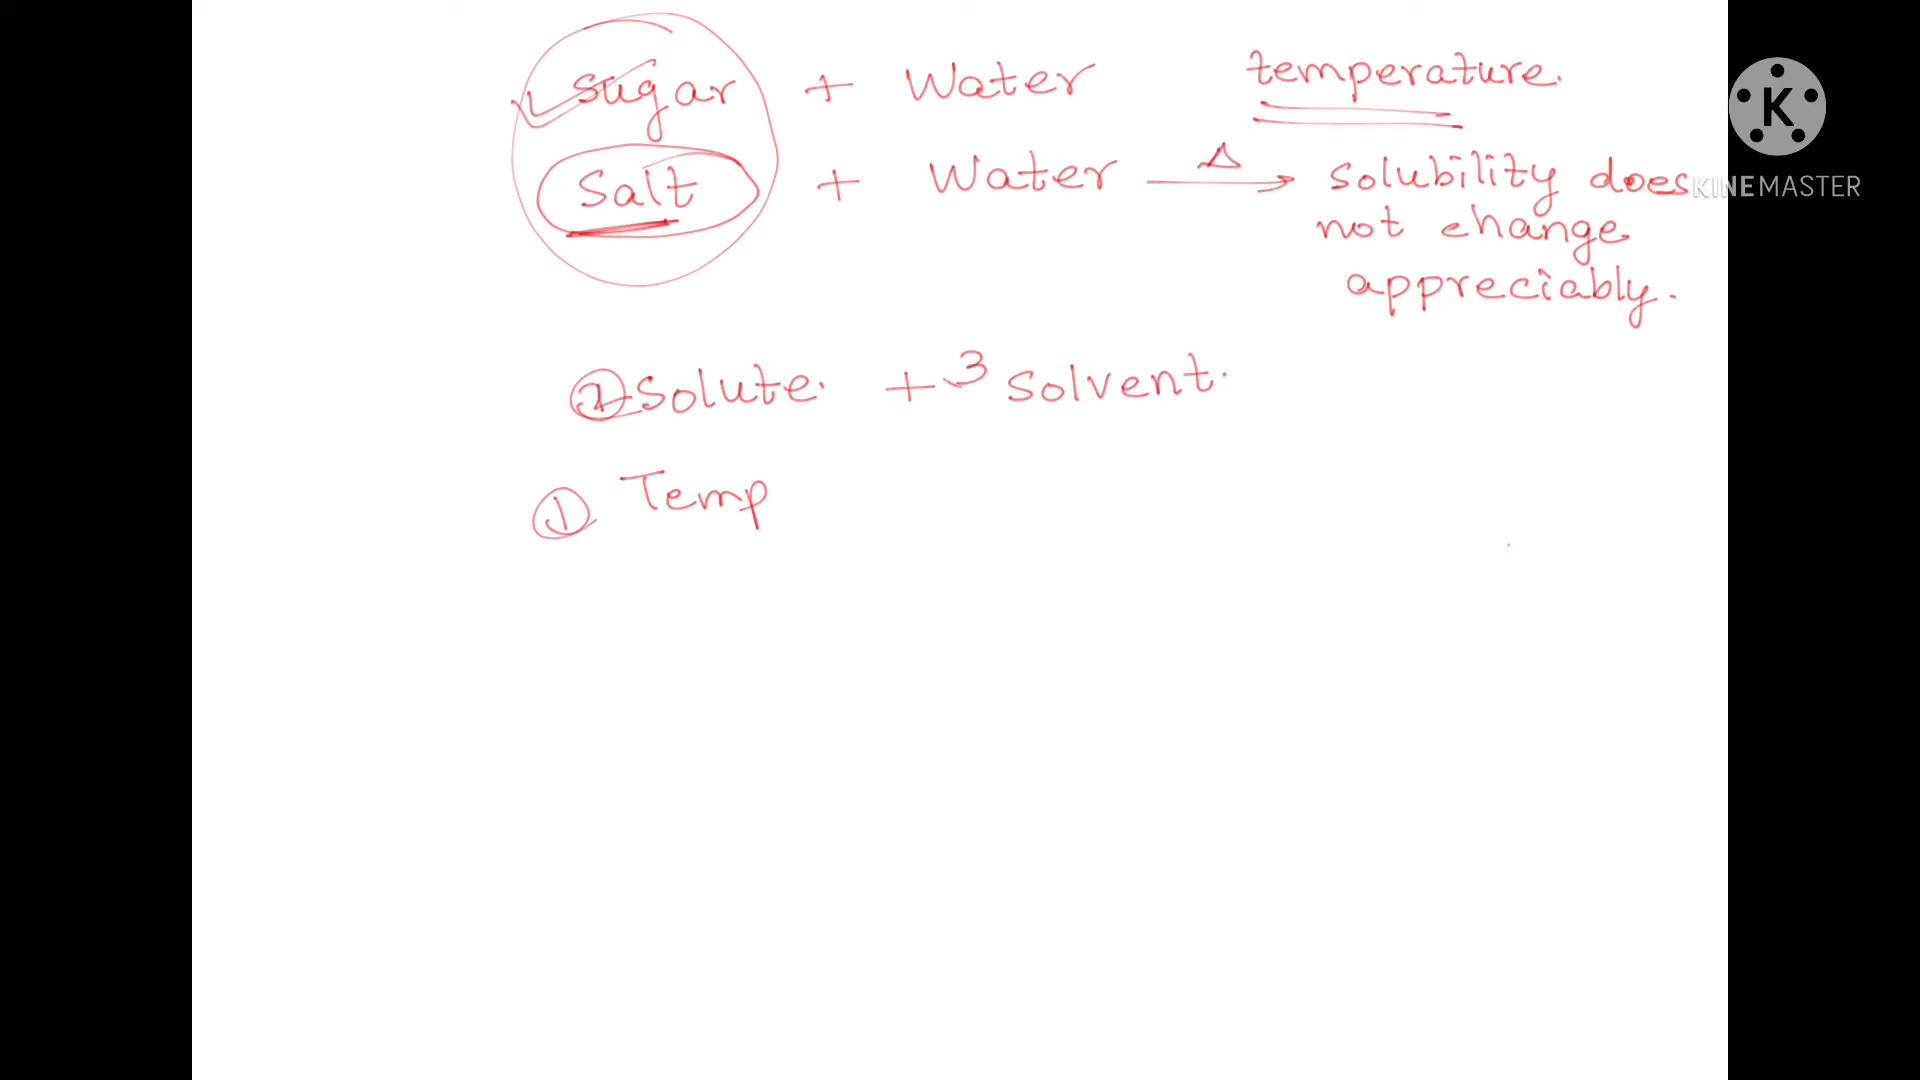 sugar + Water temperature.
Salt + Water Δ → solubility does
not change
appreciably.
② Solute. + 3 Solvent.
① Temp
K
KINEMASTER